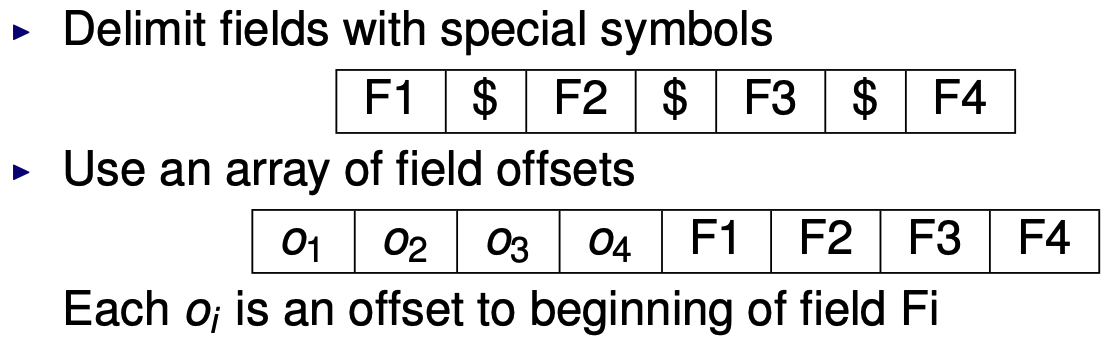 ▸ Delimit fields with special symbols
F1 $ F2 $ F3 $ F4
▸ Use an array of field offsets
o₁ o₂ o₃ o₄ F1 F2 F3 F4
Each oᵢ is an offset to beginning of field Fi